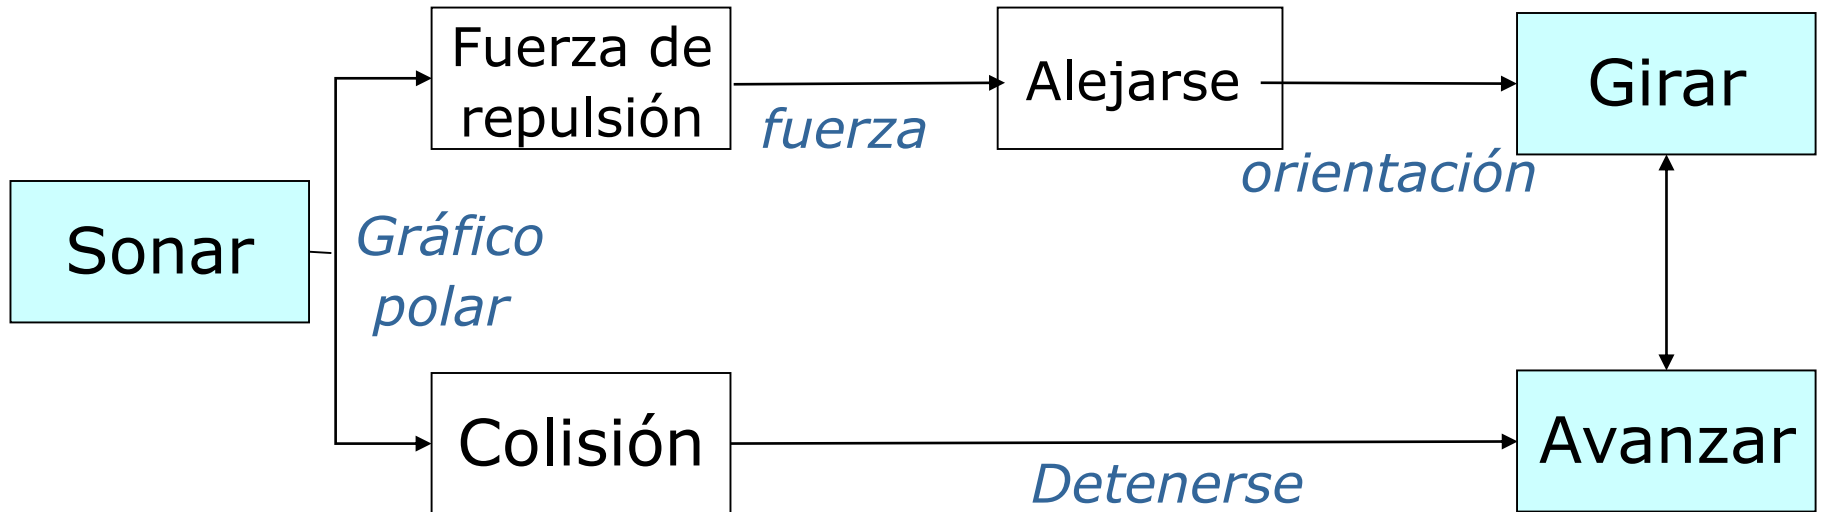 Fuerza de
repulsión
fuerza
Alejarse
orientación
Girar
Sonar
Gráfico
polar
Colisión
Detenerse
Avanzar